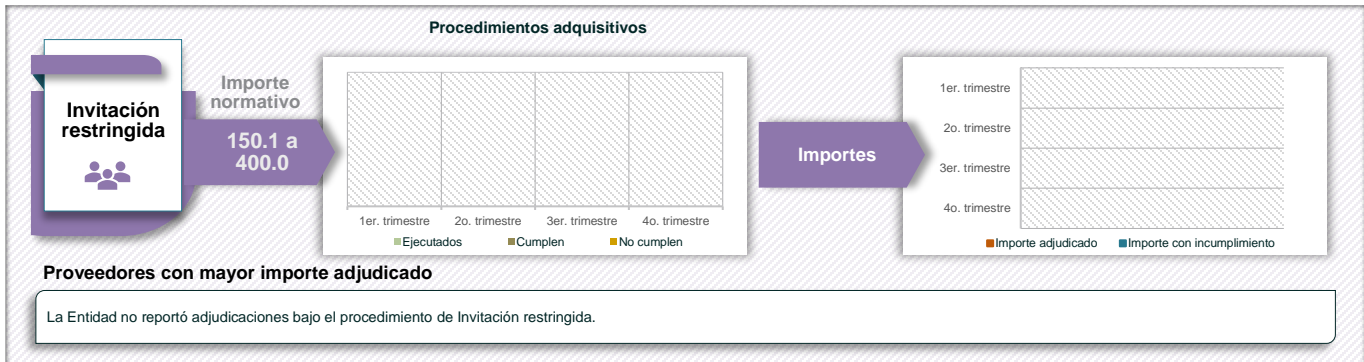 Procedimientos adquisitivos
Invitación
restringida
Importe
normativo
150.1 a
400.0
1er. trimestre
2o. trimestre
3er. trimestre
4o. trimestre
Ejecutados
Cumplen
No cumplen
Importes
1er. trimestre
2o. trimestre
3er. trimestre
4o. trimestre
Importe adjudicado
Importe con incumplimiento
Proveedores con mayor importe adjudicado
La Entidad no reportó adjudicaciones bajo el procedimiento de Invitación restringida.